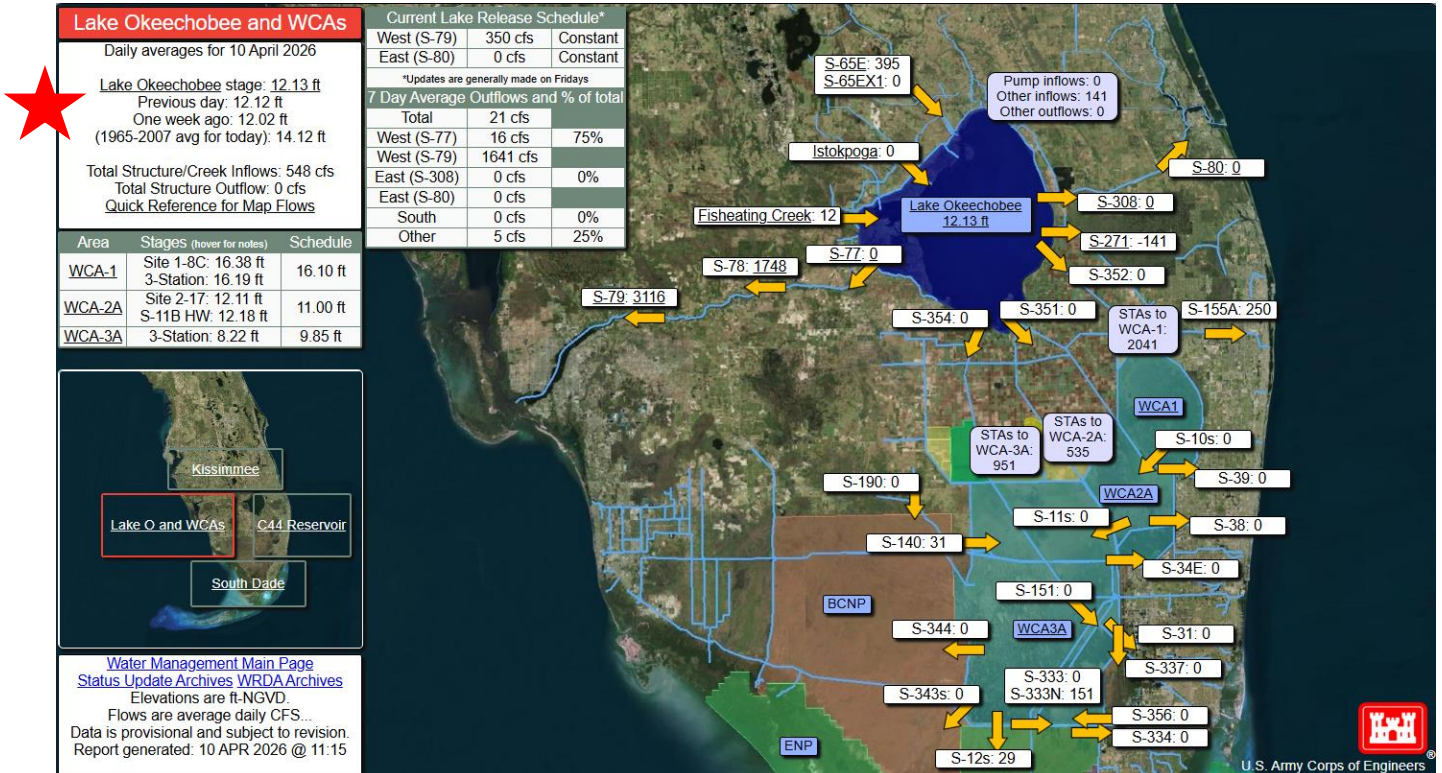 Lake Okeechobee and WCAs
Daily averages for 10 April 2026
Lake Okeechobee stage: 12.13 ft
Previous day: 12.12 ft
One week ago: 12.02 ft
(1965-2007 avg for today): 14.12 ft
Total Structure/Creek Inflows: 548 cfs
Total Structure Outflow: 0 cfs
Quick Reference for Map Flows
Area Stages (hover for notes) Schedule
WCA-1 Site 1-8C: 16.38 ft 16.10 ft
3-Station: 16.19 ft
WCA-2A Site 2-17: 12.11 ft 11.00 ft
S-11B HW: 12.18 ft
WCA-3A 3-Station: 8.22 ft 9.85 ft
Current Lake Release Schedule*
West (S-79) 350 cfs Constant
East (S-80) 0 cfs Constant
*Updates are generally made on Fridays
7 Day Average Outflows and % of total
Total 21 cfs
West (S-77) 16 cfs 75%
West (S-79) 1641 cfs
East (S-308) 0 cfs 0%
East (S-80) 0 cfs
South 0 cfs 0%
Other 5 cfs 25%
S-65E: 395
S-65EX1: 0
Pump inflows: 0
Other inflows: 141
Other outflows: 0
Istokpoga: 0
S-80: 0
Fisheating Creek: 12
Lake Okeechobee
12.13 ft
S-308: 0
S-271: -141
S-77: 0
S-78: 1748
S-352: 0
S-79: 3116
S-354: 0
S-351: 0
STAs to
WCA-1:
2041
S-155A: 250
WCA1
STAs to
WCA-3A:
951
STAs to
WCA-2A:
535
S-10s: 0
S-39: 0
S-190: 0
WCA2A
S-11s: 0
S-38: 0
S-140: 31
S-34E: 0
S-151: 0
BCNP
S-344: 0
WCA3A
S-31: 0
S-337: 0
S-333: 0
S-333N: 151
S-343s: 0
S-356: 0
S-334: 0
ENP
S-12s: 29
Kissimmee
Lake O and WCAs
C44 Reservoir
South Dade
Water Management Main Page
Status Update Archives WRDA Archives
Elevations are ft-NGVD.
Flows are average daily CFS...
Data is provisional and subject to revision.
Report generated: 10 APR 2026 @ 11:15
U.S. Army Corps of Engineers®